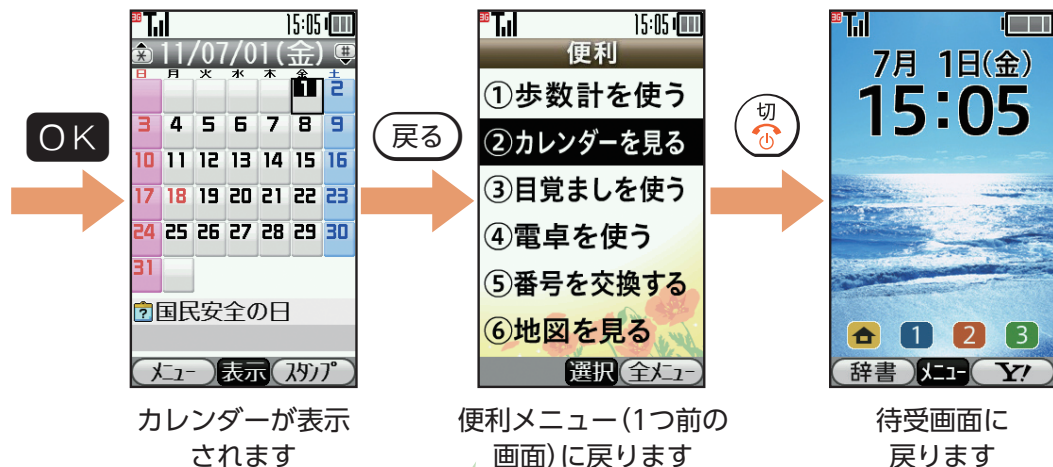 OK
3G 15:05
* 11/07/01(金) #
日 月 火 水 木 金 土
1 2
3 4 5 6 7 8 9
10 11 12 13 14 15 16
17 18 19 20 21 22 23
24 25 26 27 28 29 30
31
? 国民安全の日
メニュー 表示 スタンプ
カレンダーが表示
されます
戻る
3G 15:05
便利
①歩数計を使う
②カレンダーを見る
③目覚ましを使う
④電卓を使う
⑤番号を交換する
⑥地図を見る
選択 全メニュー
便利メニュー(1つ前の
画面)に戻ります
切
3G
7月 1日(金)
15:05
1 2 3
辞書 メニュー Y!
待受画面に
戻ります